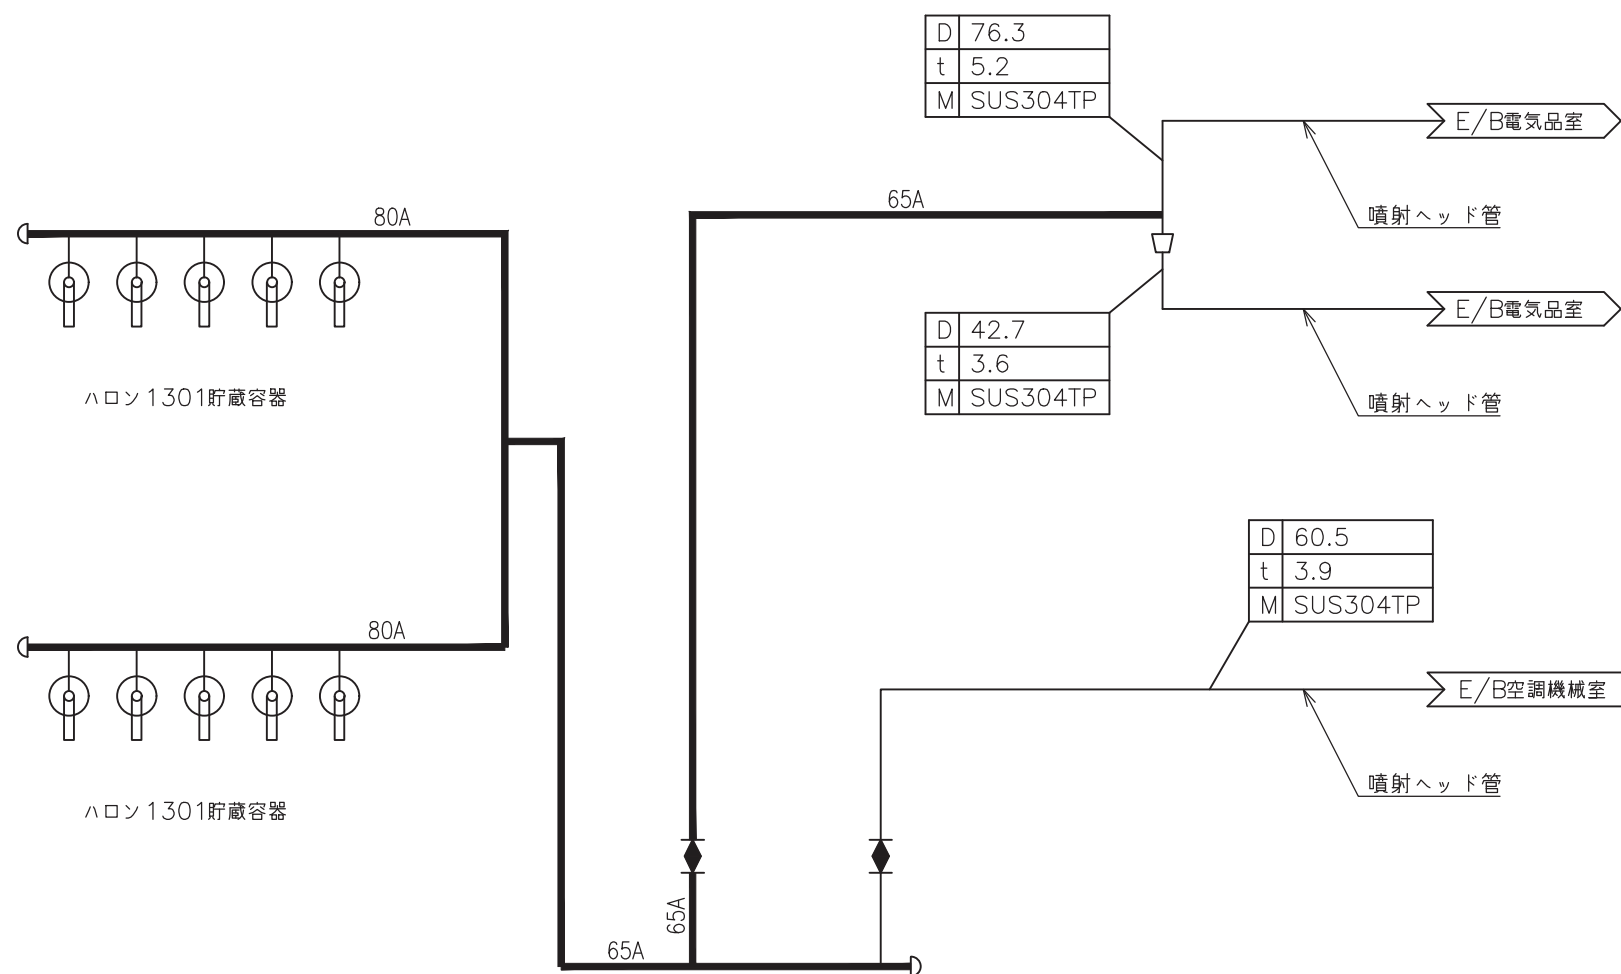 D 76.3
t 5.2
M SUS304TP
E/B電気品室
噴射ヘッド管
65A
80A
ハロン1301貯蔵容器
E/B電気品室
D 42.7
t 3.6
M SUS304TP
噴射ヘッド管
D 60.5
t 3.9
M SUS304TP
80A
E/B空調機械室
噴射ヘッド管
ハロン1301貯蔵容器
65A
65A